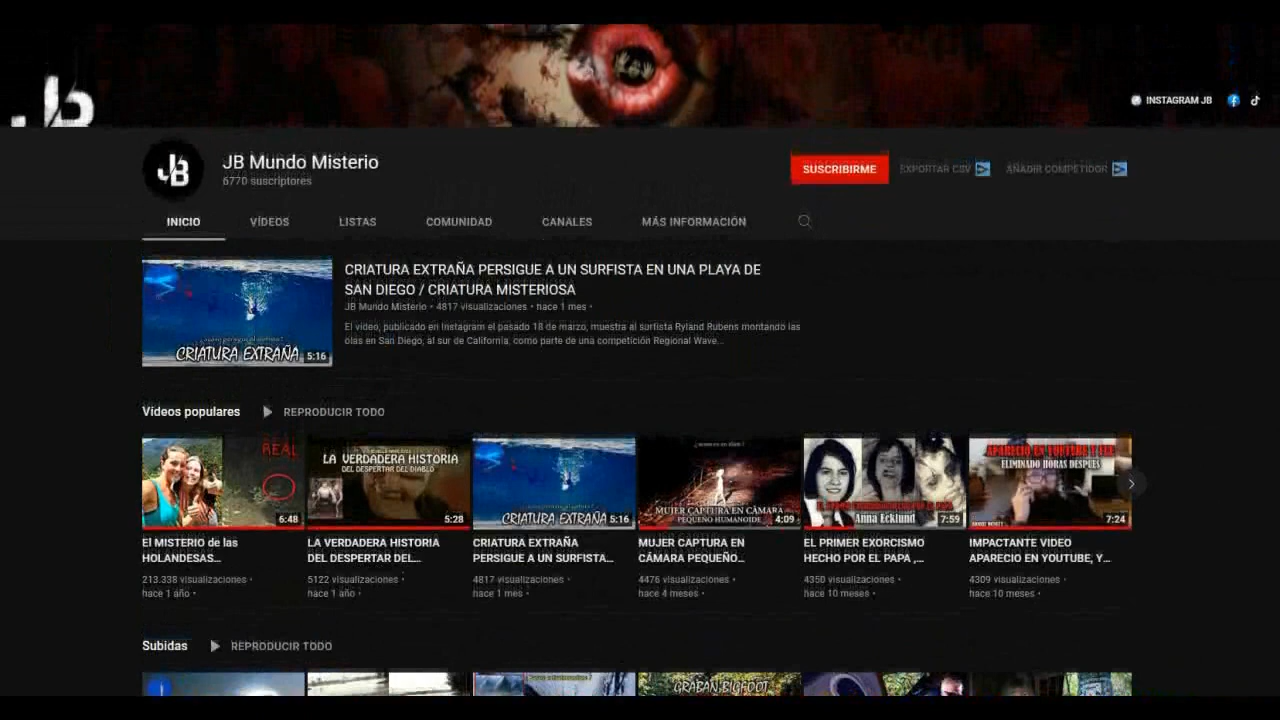 JB
INSTAGRAM JB
JB
JB Mundo Misterio
6770 suscriptores
SUSCRIBIRME
EXPORTAR CSV
AÑADIR COMPETIDOR
INICIO
VÍDEOS
LISTAS
COMUNIDAD
CANALES
MÁS INFORMACIÓN
CRIATURA EXTRAÑA
5:16
CRIATURA EXTRAÑA PERSIGUE A UN SURFISTA EN UNA PLAYA DE
SAN DIEGO / CRIATURA MISTERIOSA
JB Mundo Misterio • 4817 visualizaciones • hace 1 mes •
El video, publicado en Instagram el pasado 18 de marzo, muestra al surfista Ryland Rubens montando las
olas en San Diego, al sur de California, como parte de una competición Regional Wave...
Vídeos populares
REPRODUCIR TODO
REAL
6:48
El MISTERIO de las
HOLANDESAS...
213.338 visualizaciones •
hace 1 año •
LA VERDADERA HISTORIA
DEL DESPERTAR DEL DIABLO
5:28
LA VERDADERA HISTORIA
DEL DESPERTAR DEL...
5122 visualizaciones •
hace 1 año •
CRIATURA EXTRAÑA
5:16
CRIATURA EXTRAÑA
PERSIGUE A UN SURFISTA...
4817 visualizaciones •
hace 1 mes •
MUJER CAPTURA EN CÁMARA
PEQUEÑO HUMANOIDE
4:09
MUJER CAPTURA EN
CÁMARA PEQUEÑO...
4476 visualizaciones •
hace 4 meses •
Anna Ecklund
7:59
EL PRIMER EXORCISMO
HECHO POR EL PAPA ,...
4350 visualizaciones •
hace 10 meses •
APARECIÓ EN YOUTUBE Y FUE
ELIMINADO HORAS DESPUES
7:24
IMPACTANTE VIDEO
APARECIO EN YOUTUBE, Y...
4309 visualizaciones •
hace 10 meses •
Subidas
REPRODUCIR TODO
GRABAN BIGFOOT